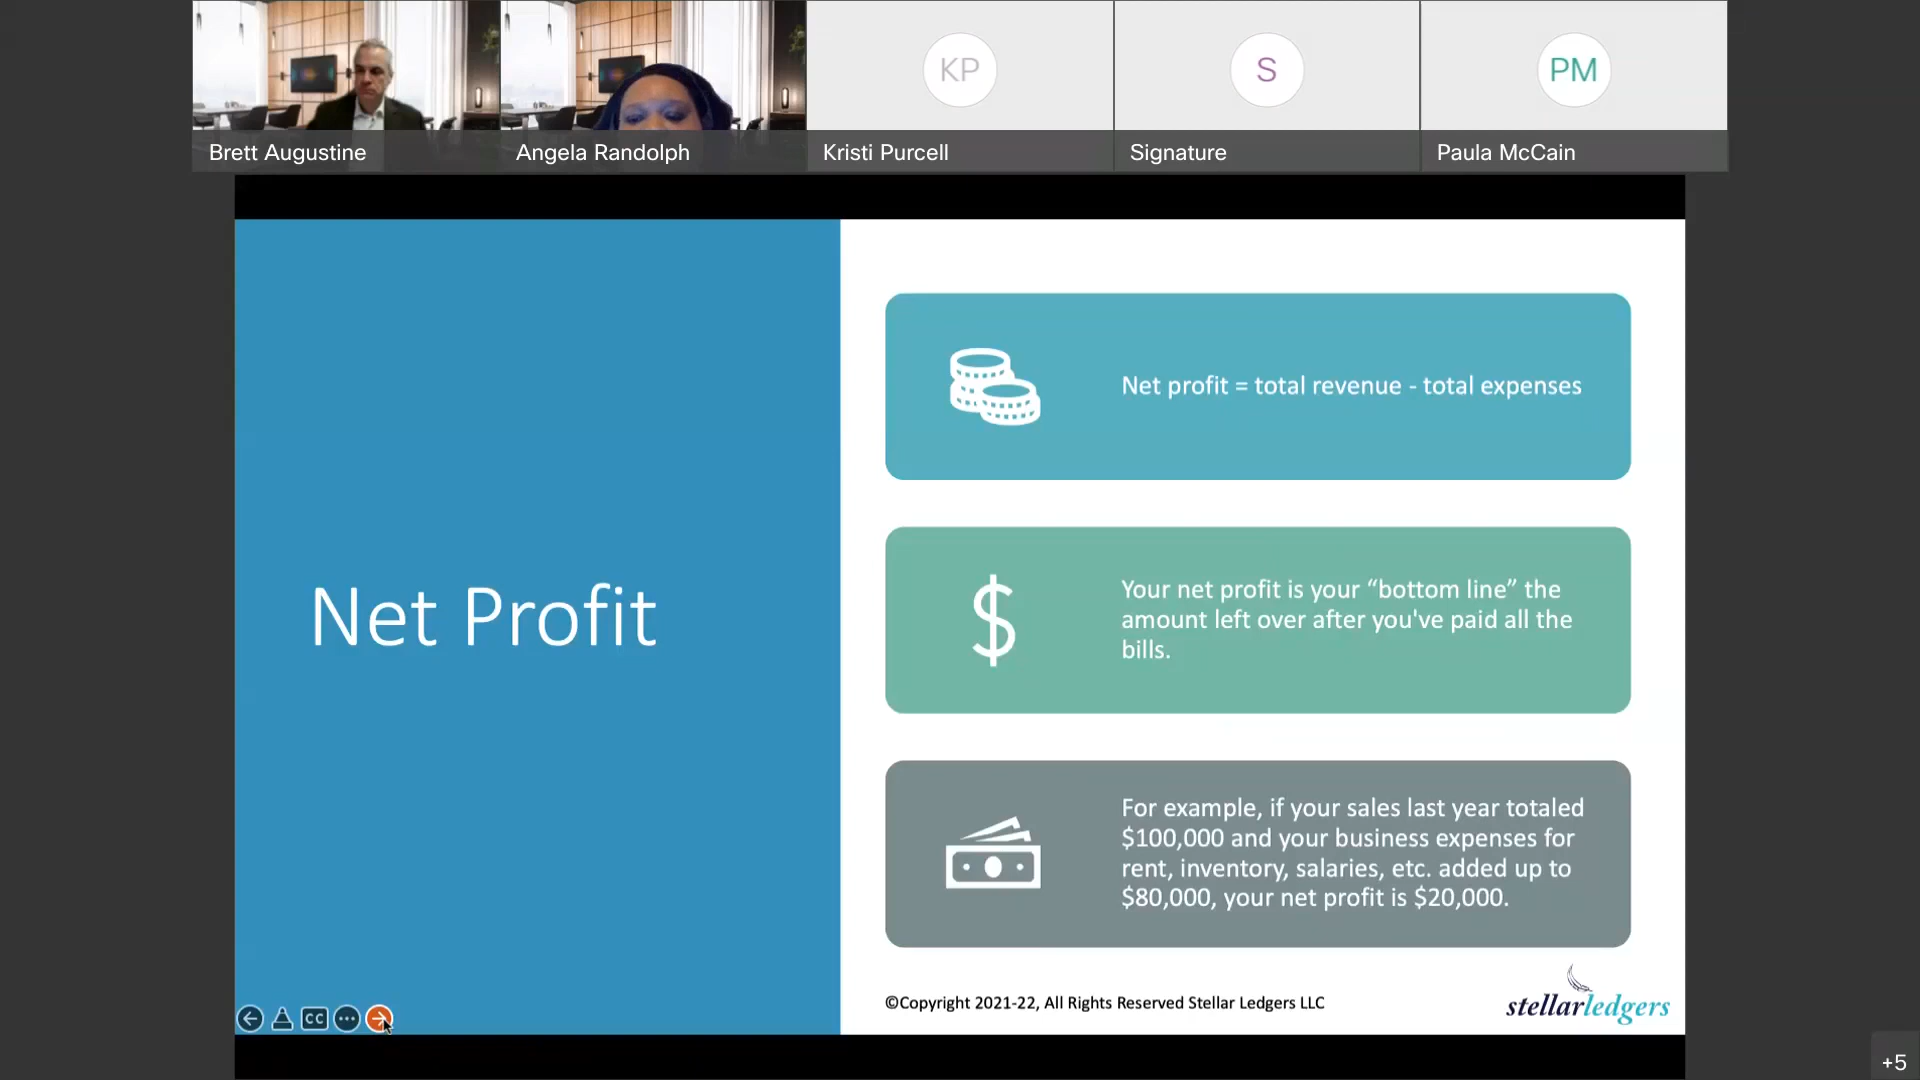 KP
S
PM
Brett Augustine
Angela Randolph
Kristi Purcell
Signature
Paula McCain
Net Profit
Net profit = total revenue - total expenses
Your net profit is your “bottom line” the
amount left over after you've paid all the
bills.
For example, if your sales last year totaled
$100,000 and your business expenses for
rent, inventory, salaries, etc. added up to
$80,000, your net profit is $20,000.
©Copyright 2021-22, All Rights Reserved Stellar Ledgers LLC
stellarledgers
CC
+5